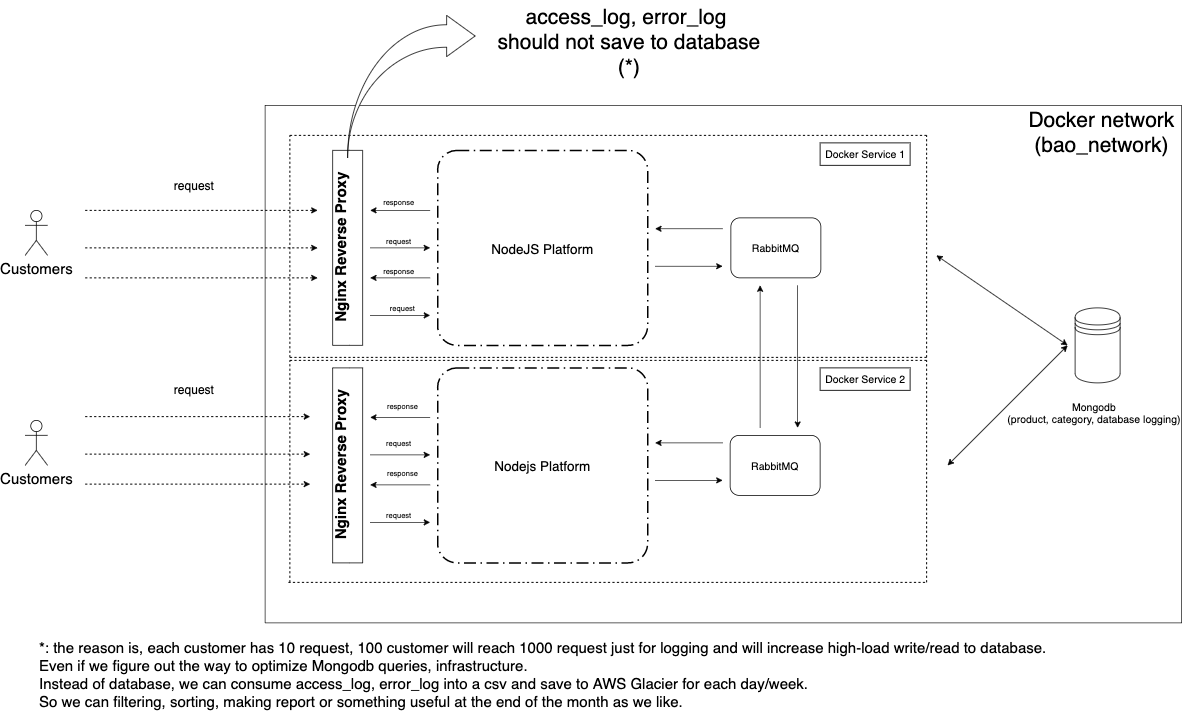 access_log, error_log
should not save to database
(*)
Docker network
(bao_network)
Docker Service 1
request
Customers
Nginx Reverse Proxy
response
request
response
request
NodeJS Platform
RabbitMQ
Docker Service 2
request
Customers
Nginx Reverse Proxy
response
request
response
request
Nodejs Platform
RabbitMQ
Mongodb
(product, category, database logging)
*: the reason is, each customer has 10 request, 100 customer will reach 1000 request just for logging and will increase high-load write/read to database.
Even if we figure out the way to optimize Mongodb queries, infrastructure.
Instead of database, we can consume access_log, error_log into a csv and save to AWS Glacier for each day/week.
So we can filtering, sorting, making report or something useful at the end of the month as we like.